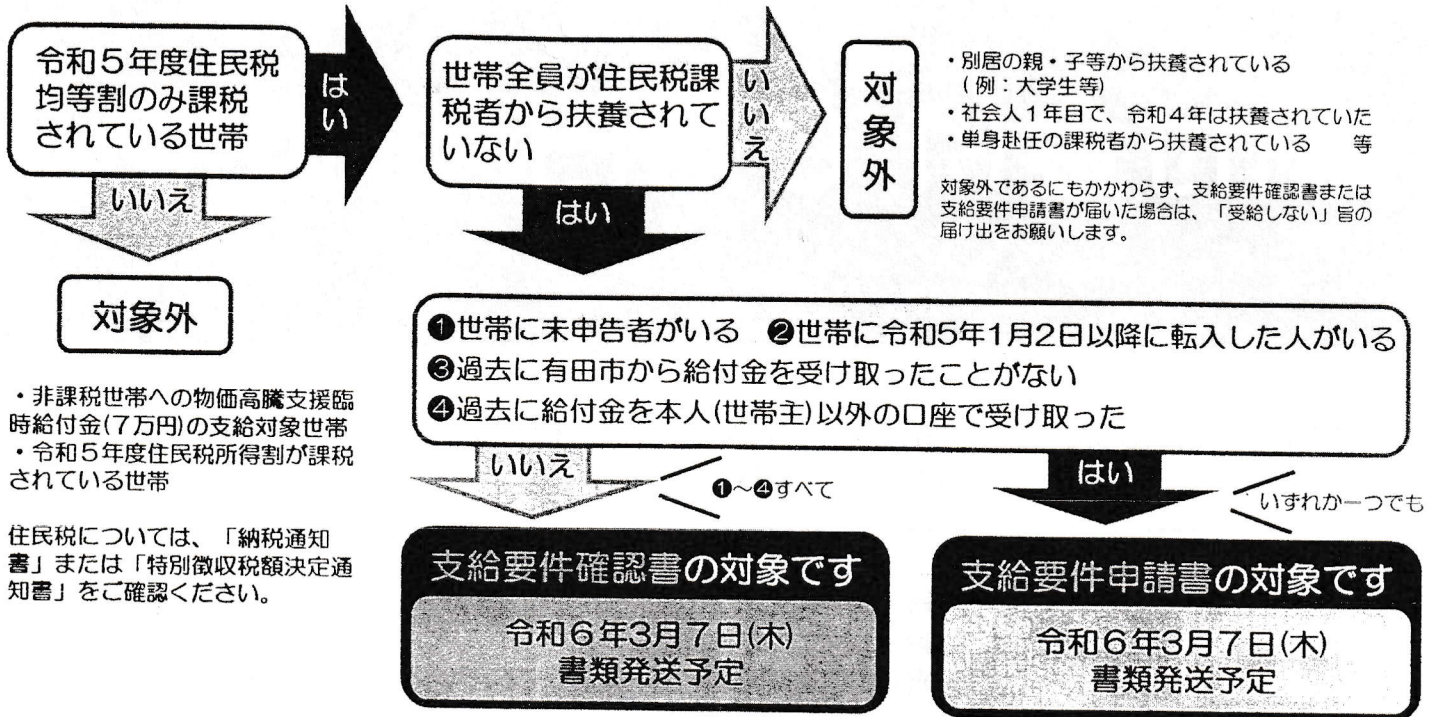 令和5年度住民税
均等割のみ課税
されている世帯
はい
世帯全員が住民税課
税者から扶養されて
いない
いいえ
対象外
・別居の親・子等から扶養されている
(例：大学生等)
・社会人1年目で、令和4年は扶養されていた
・単身赴任の課税者から扶養されている　等
対象外であるにもかかわらず、支給要件確認書または
支給要件申請書が届いた場合は、「受給しない」旨の
届け出をお願いします。
いいえ
はい
対象外
・非課税世帯への物価高騰支援臨
時給付金(7万円)の支給対象世帯
・令和5年度住民税所得割が課税
されている世帯
住民税については、「納税通知
書」または「特別徴収税額決定通
知書」をご確認ください。
❶世帯に未申告者がいる　❷世帯に令和5年1月2日以降に転入した人がいる
❸過去に有田市から給付金を受け取ったことがない
❹過去に給付金を本人(世帯主)以外の口座で受け取った
いいえ
❶～❹すべて
はい
いずれか一つでも
支給要件確認書の対象です
令和6年3月7日(木)
書類発送予定
支給要件申請書の対象です
令和6年3月7日(木)
書類発送予定